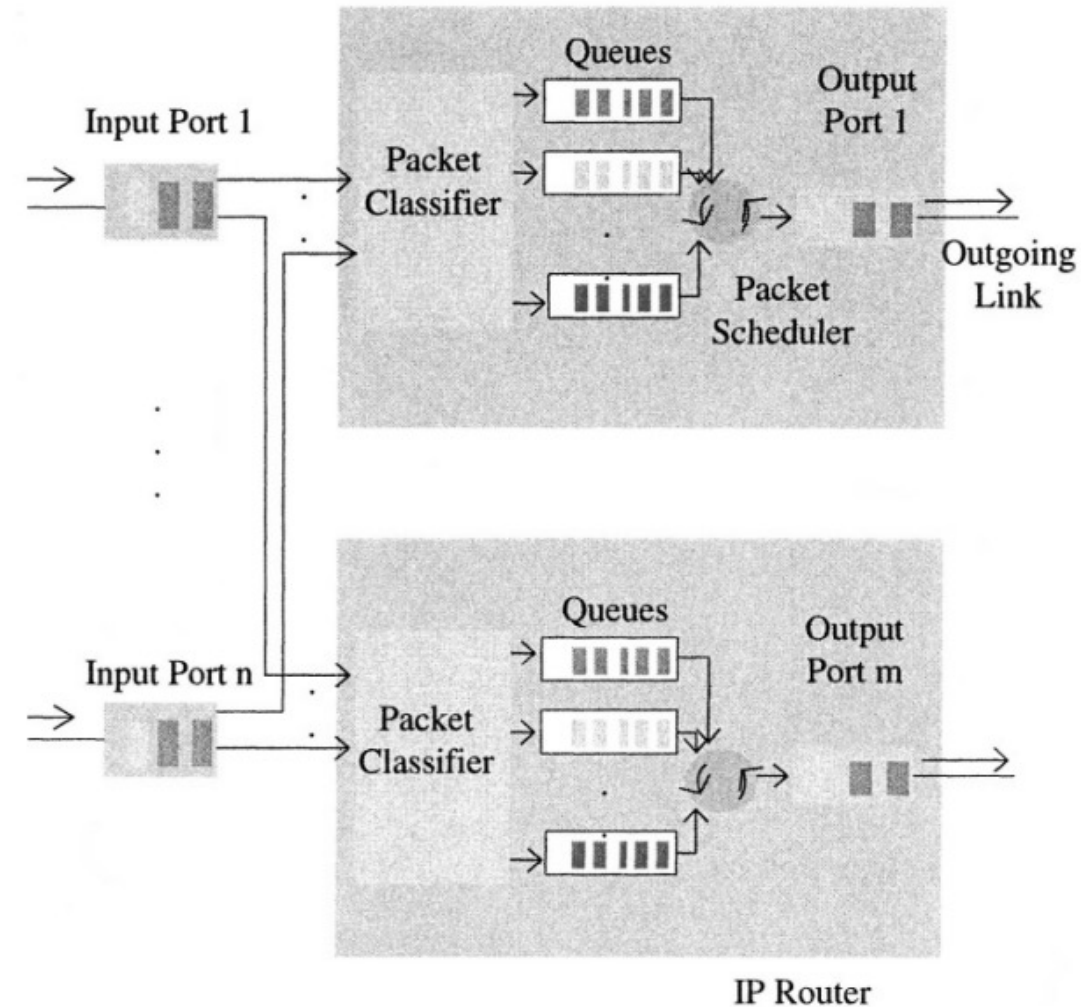 Queues
Output
Port 1
Input Port 1
Packet
Classifier
Outgoing
Link
Packet
Scheduler
Queues
Output
Port m
Input Port n
Packet
Classifier
IP Router